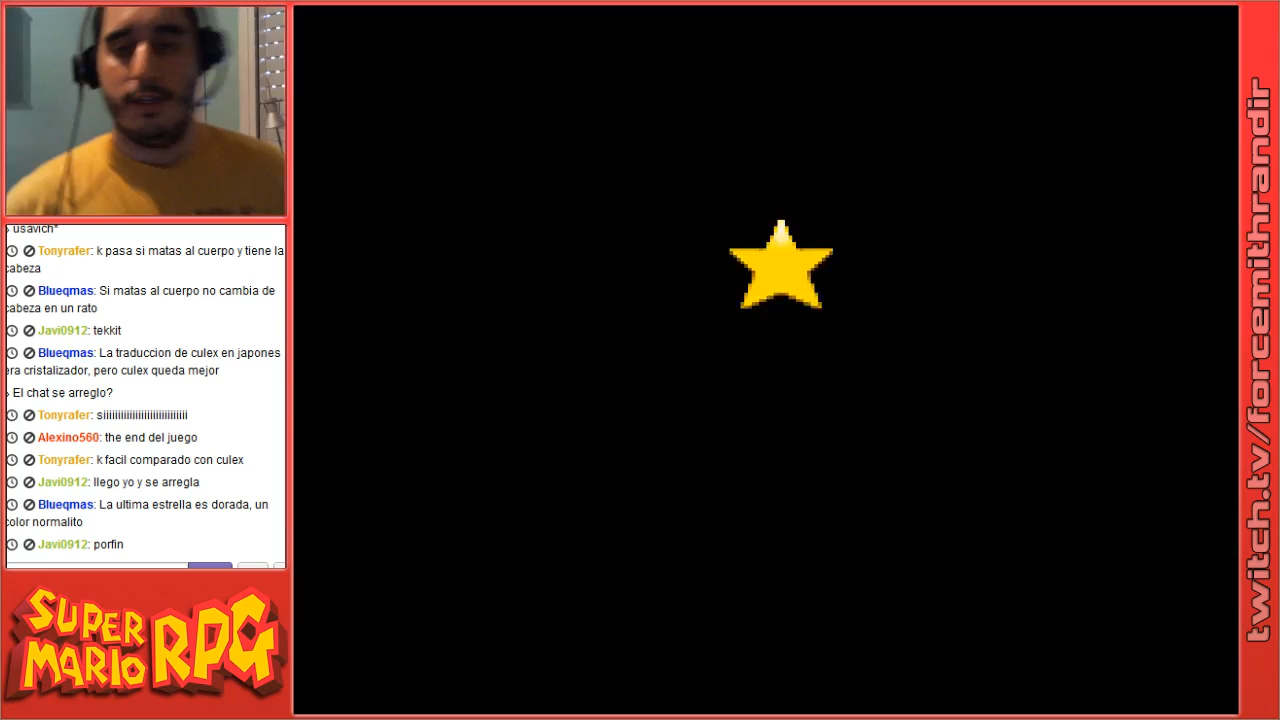 usavich*
Tonyrafer: k pasa si matas al cuerpo y tiene la
cabeza
Blueqmas: Si matas al cuerpo no cambia de
cabeza en un rato
Javi0912: tekkit
Blueqmas: La traduccion de culex en japones
era cristalizador, pero culex queda mejor
El chat se arreglo?
Tonyrafer: siiiiiiiiiiiiiiiiiiiiiiiiiii
Alexino560: the end del juego
Tonyrafer: k facil comparado con culex
Javi0912: llego yo y se arregla
Blueqmas: La ultima estrella es dorada, un
color normalito
Javi0912: porfin
SUPER
MARIO RPG
twitch.tv/forcemithrandir